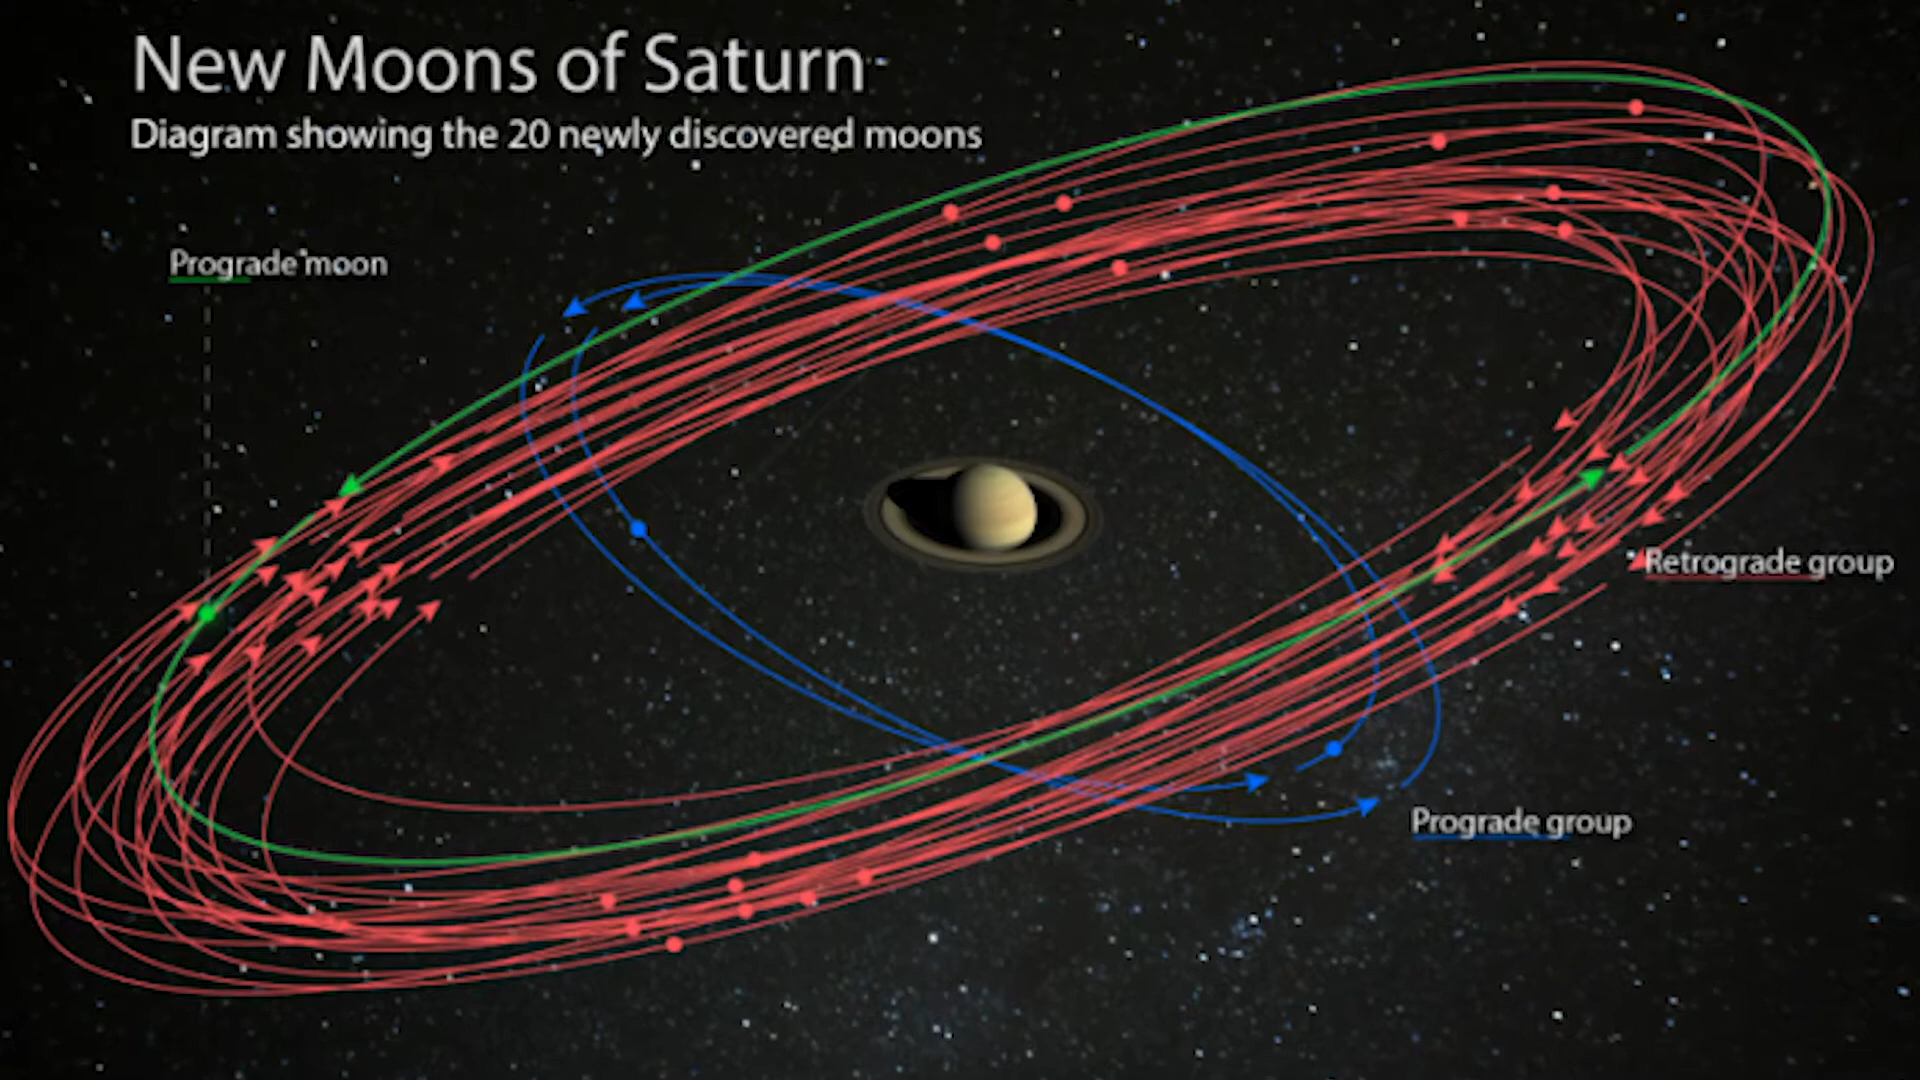 New Moons of Saturn
Diagram showing the 20 newly discovered moons
Prograde moon
Retrograde group
Prograde group